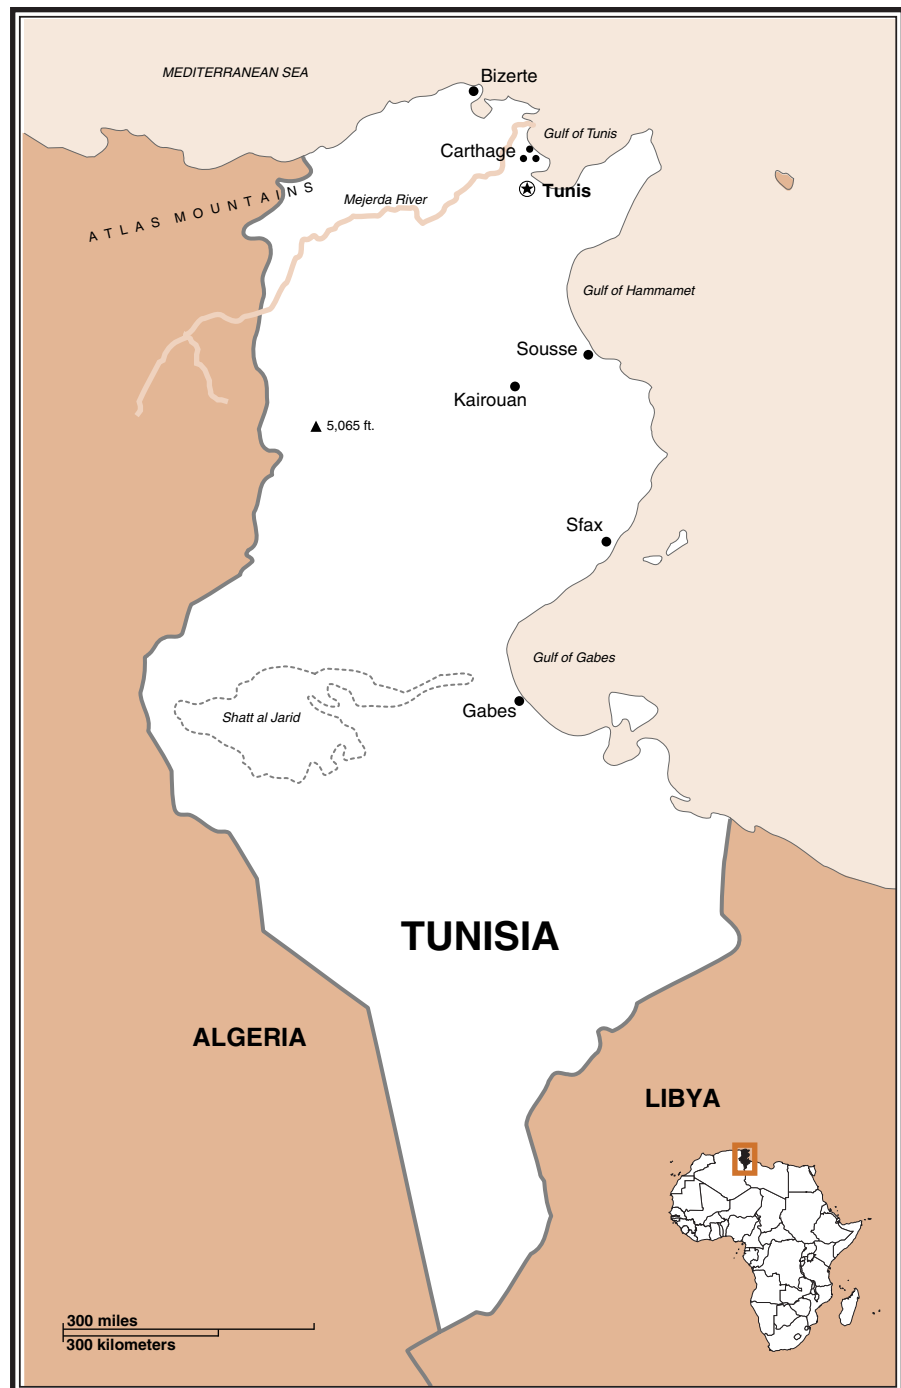 MEDITERRANEAN SEA
Bizerte
Gulf of Tunis
Carthage
ATLAS MOUNTAINS
Mejerda River
Tunis
Gulf of Hammamet
Sousse
Kairouan
5,065 ft.
Sfax
Gulf of Gabes
Shatt al Jarid
Gabes
TUNISIA
ALGERIA
LIBYA
300 miles
300 kilometers